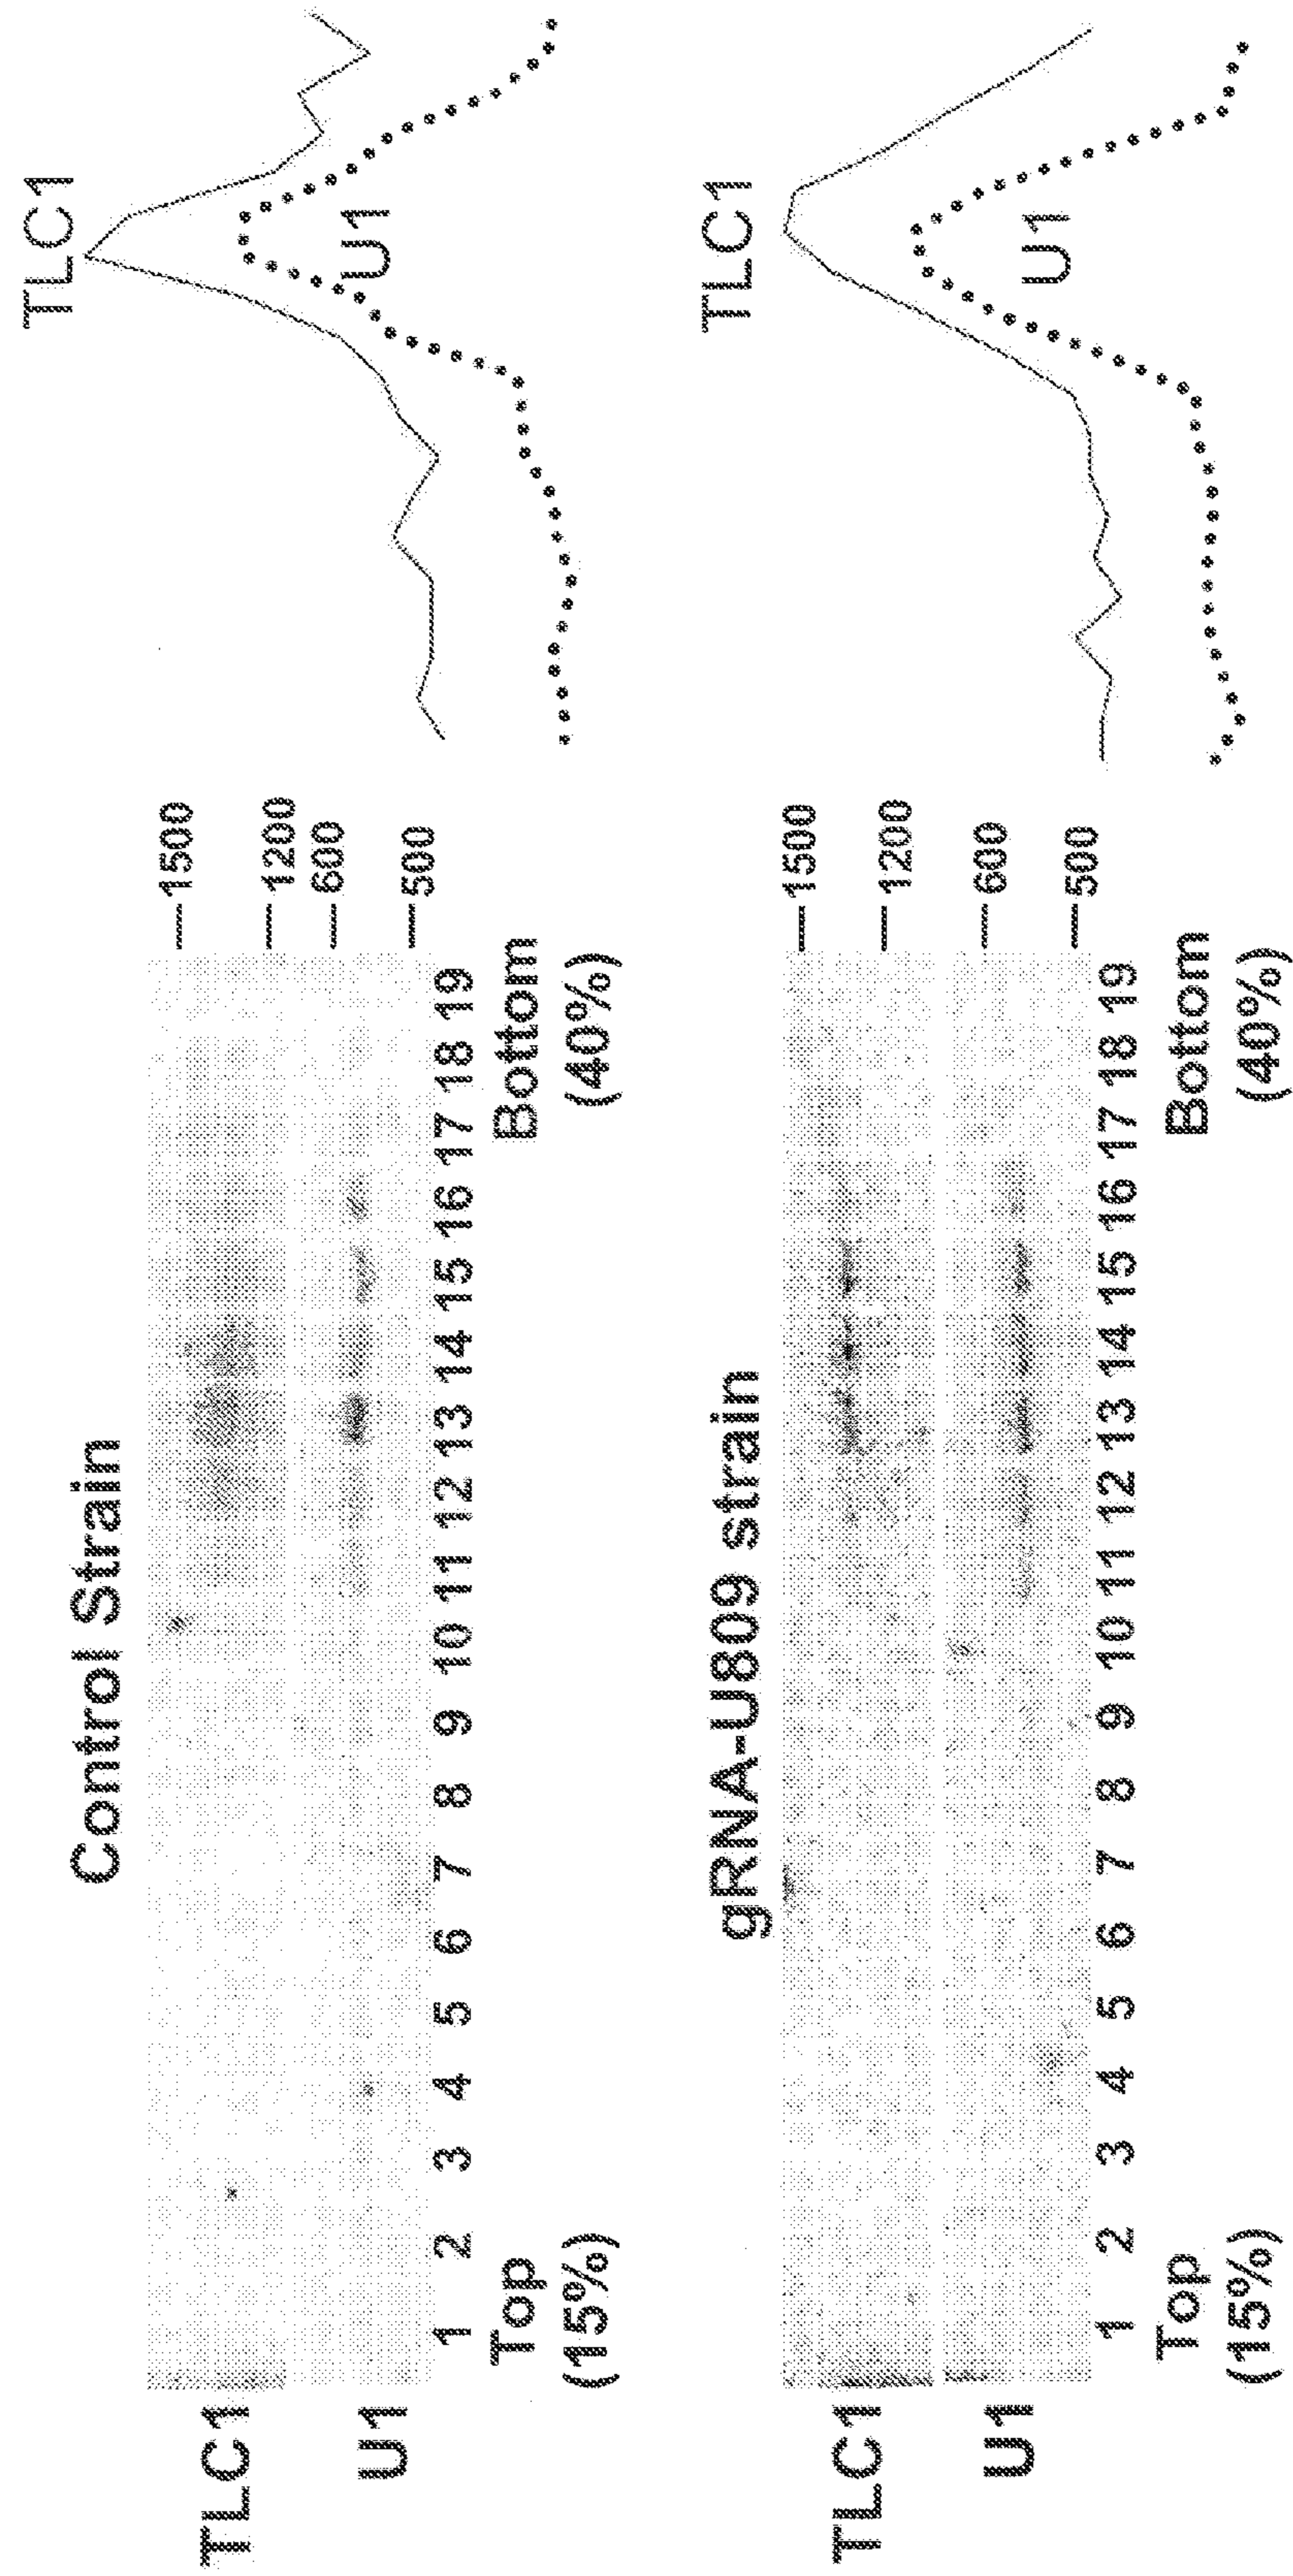 Control Strain
TLC1
U1
1500
1200
600
500
1 2 3 4 5 6 7 8 9 10 11 12 13 14 15 16 17 18 19
Top
(15%)
Bottom
(40%)
TLC1
U1
gRNA-U809 strain
TLC1
U1
1500
1200
600
500
1 2 3 4 5 6 7 8 9 10 11 12 13 14 15 16 17 18 19
Top
(15%)
Bottom
(40%)
TLC1
U1